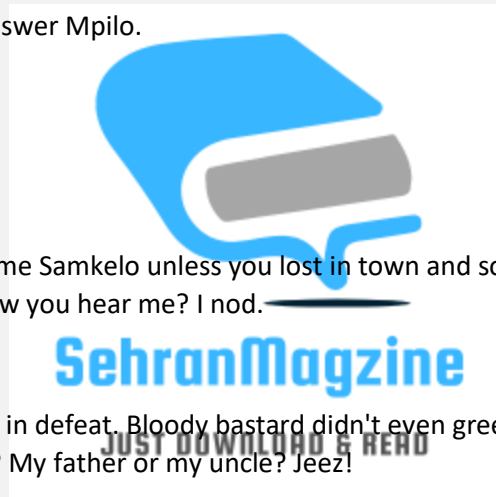 swer Mpilo.
me Samkelo unless you lost in town and so
w you hear me? I nod.
SehranMagzine
in defeat. Bloody bastard didn't even gree
JUST DOWNLOAD & READ
? My father or my uncle? Jeez!